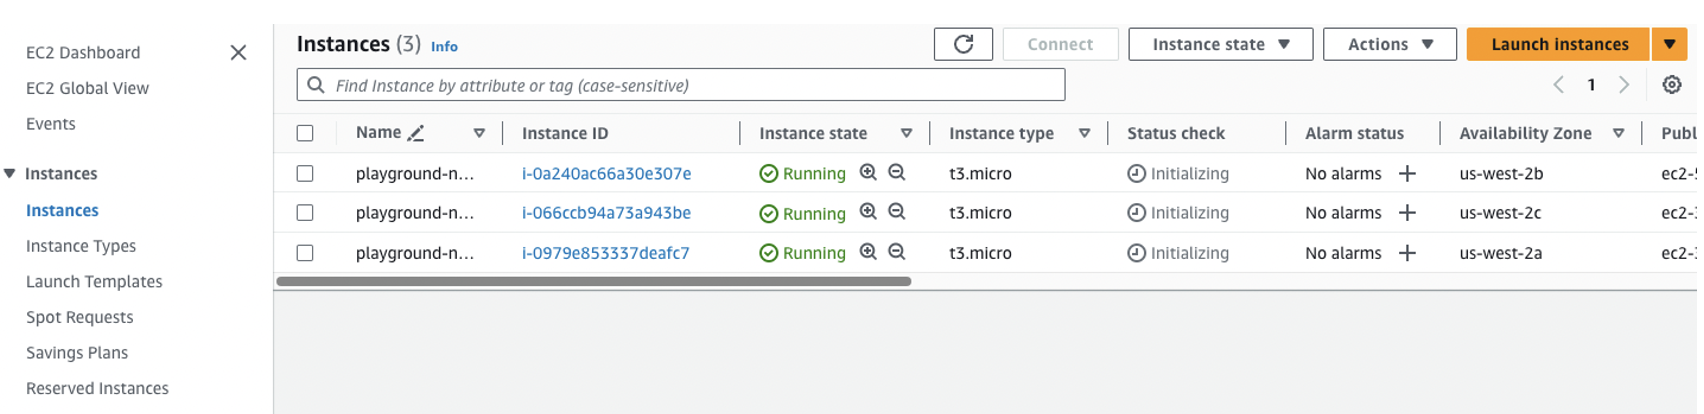 EC2 Dashboard
EC2 Global View
Events
Instances
Instances
Instance Types
Launch Templates
Spot Requests
Savings Plans
Reserved Instances
Instances (3) Info
Connect Instance state Actions Launch instances
Find Instance by attribute or tag (case-sensitive)
1
Name Instance ID Instance state Instance type Status check Alarm status Availability Zone Publ
playground-n... i-0a240ac66a30e307e Running t3.micro Initializing No alarms us-west-2b ec2-5
playground-n... i-066ccb94a73a943be Running t3.micro Initializing No alarms us-west-2c ec2-3
playground-n... i-0979e853337deafc7 Running t3.micro Initializing No alarms us-west-2a ec2-3